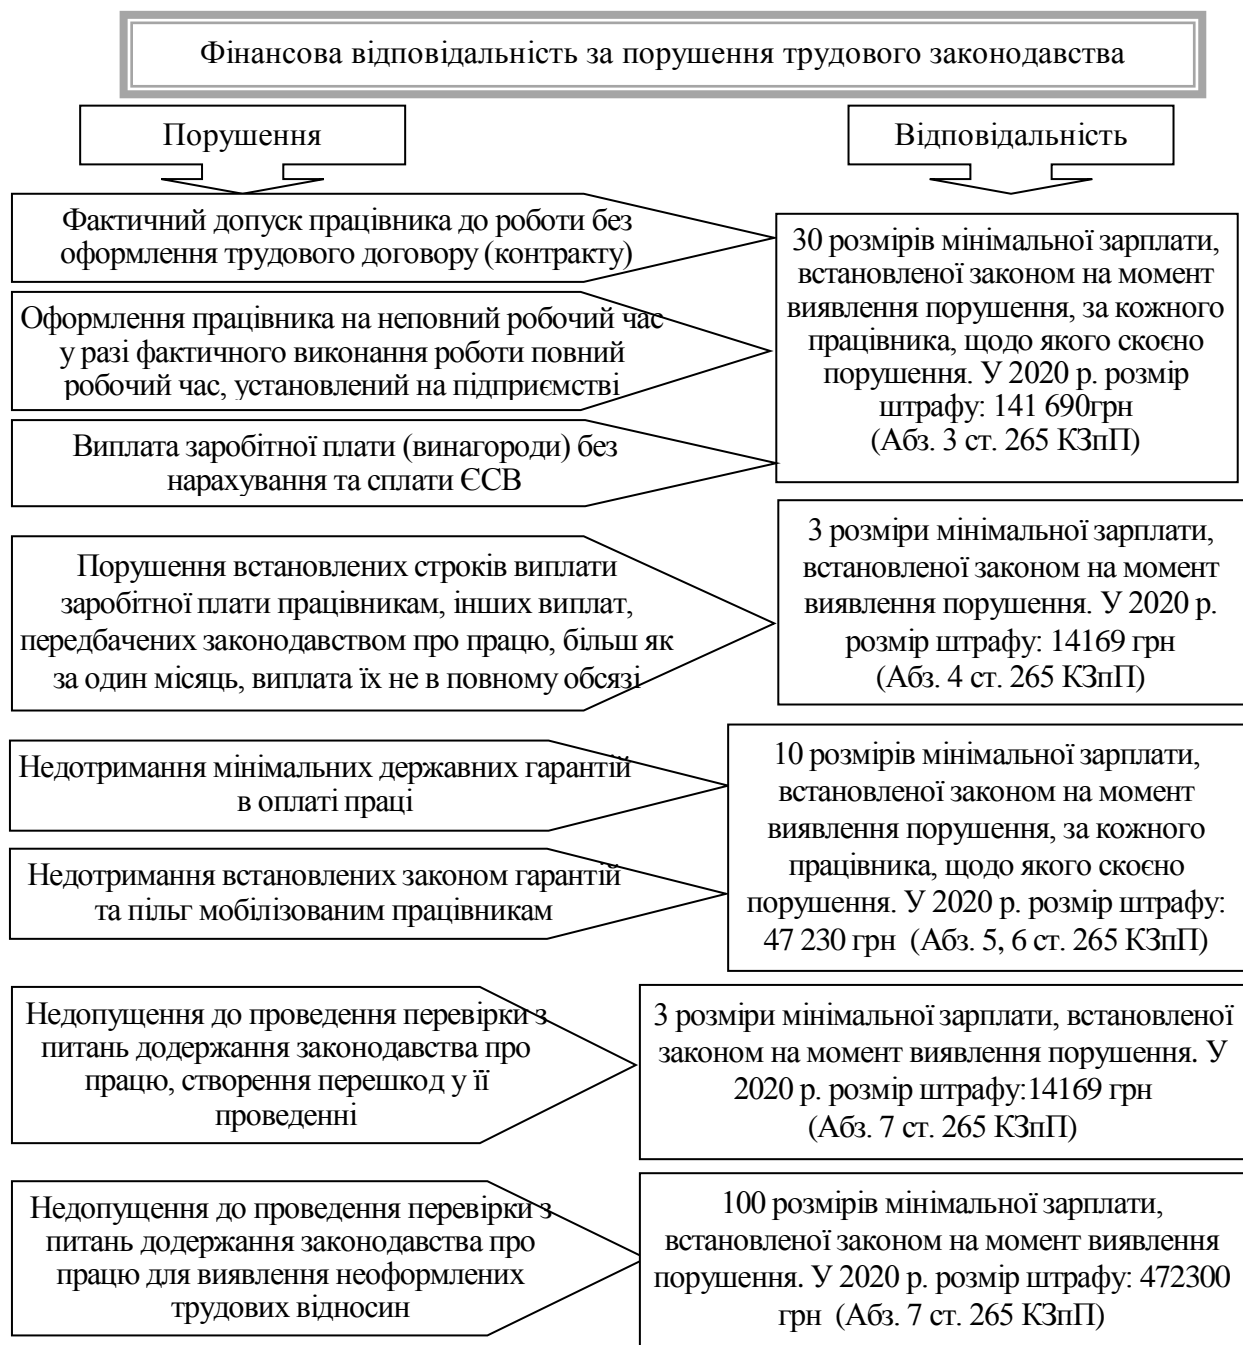 Фінансова відповідальність за порушення трудового законодавства
Порушення
Відповідальність
Фактичний допуск працівника до роботи без
оформлення трудового договору (контракту)
Оформлення працівника на неповний робочий час
у разі фактичного виконання роботи повний
робочий час, установлений на підприємстві
Виплата заробітної плати (винагороди) без
нарахування та сплати ЄСВ
30 розмірів мінімальної зарплати,
встановленої законом на момент
виявлення порушення, за кожного
працівника, щодо якого скоєно
порушення. У 2020 р. розмір
штрафу: 141 690грн
(Абз. 3 ст. 265 КЗпП)
Порушення встановлених строків виплати
заробітної плати працівникам, інших виплат,
передбачених законодавством про працю, більш як
за один місяць, виплата їх не в повному обсязі
3 розміри мінімальної зарплати,
встановленої законом на момент
виявлення порушення. У 2020 р.
розмір штрафу: 14169 грн
(Абз. 4 ст. 265 КЗпП)
Недотримання мінімальних державних гарантій
в оплаті праці
Недотримання встановлених законом гарантій
та пільг мобілізованим працівникам
10 розмірів мінімальної зарплати,
встановленої законом на момент
виявлення порушення, за кожного
працівника, щодо якого скоєно
порушення. У 2020 р. розмір штрафу:
47 230 грн (Абз. 5, 6 ст. 265 КЗпП)
Недопущення до проведення перевірки з
питань додержання законодавства про
працю, створення перешкод у її
проведенні
3 розміри мінімальної зарплати, встановленої
законом на момент виявлення порушення. У
2020 р. розмір штрафу:14169 грн
(Абз. 7 ст. 265 КЗпП)
Недопущення до проведення перевірки з
питань додержання законодавства про
працю для виявлення неоформлених
трудових відносин
100 розмірів мінімальної зарплати,
встановленої законом на момент виявлення
порушення. У 2020 р. розмір штрафу: 472300
грн (Абз. 7 ст. 265 КЗпП)